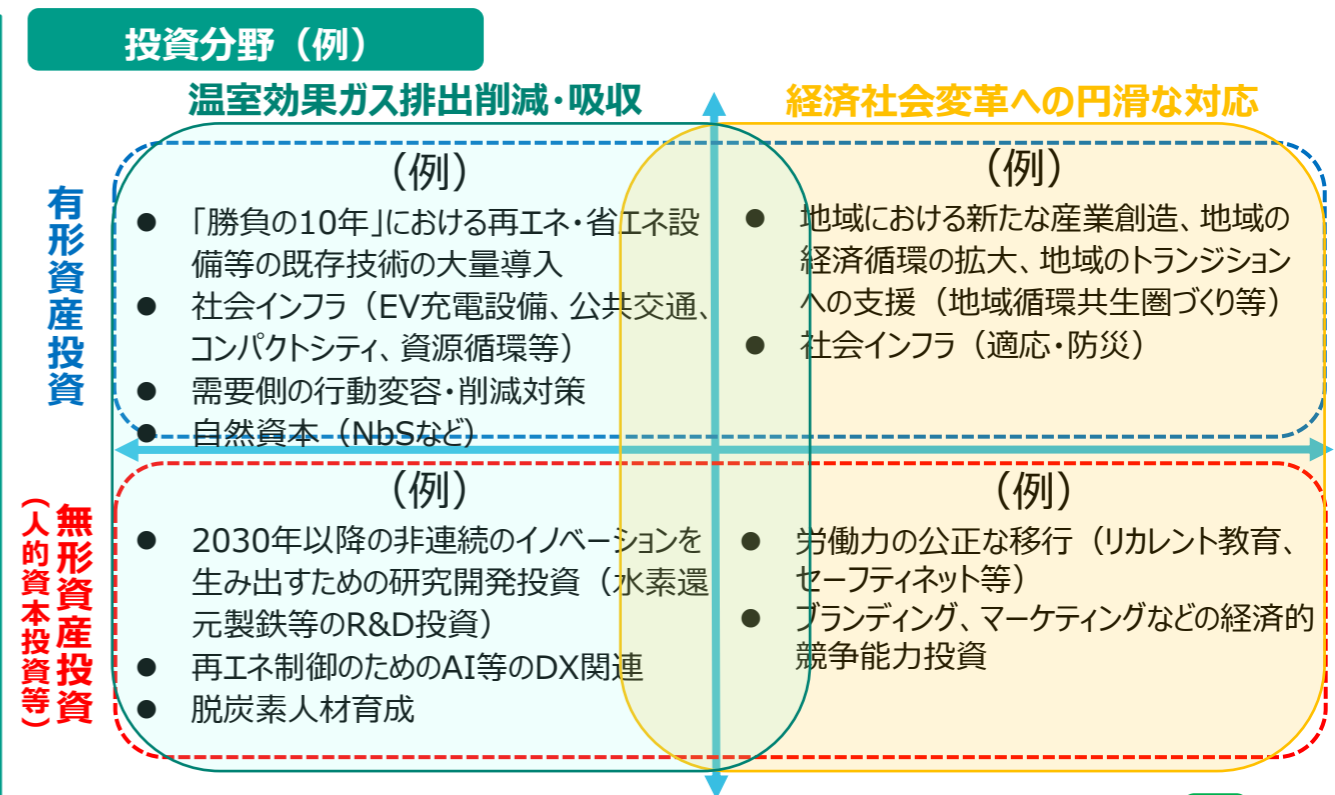 投資分野（例）
温室効果ガス排出削減・吸収
経済社会変革への円滑な対応
有形資産投資
（例）
● 「勝負の10年」における再エネ・省エネ設
備等の既存技術の大量導入
● 社会インフラ（EV充電設備、公共交通、
コンパクトシティ、資源循環等）
● 需要側の行動変容・削減対策
● 自然資本（NbSなど）
（例）
● 地域における新たな産業創造、地域の
経済循環の拡大、地域のトランジション
への支援（地域循環共生圏づくり等）
● 社会インフラ（適応・防災）
無形資産投資
（人的資本投資等）
（例）
● 2030年以降の非連続のイノベーションを
生み出すための研究開発投資（水素還
元製鉄等のR&D投資）
● 再エネ制御のためのAI等のDX関連
● 脱炭素人材育成
（例）
● 労働力の公正な移行（リカレント教育、
セーフティネット等）
● ブランディング、マーケティングなどの経済的
競争能力投資